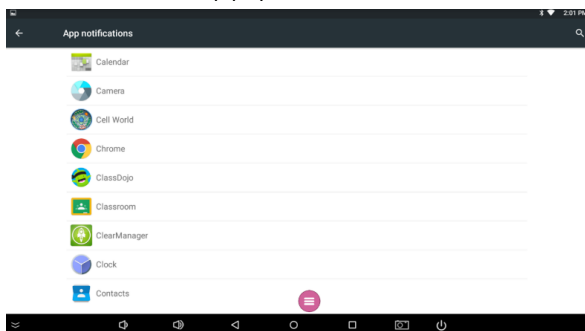 2:01 PM
App notifications
Calendar
Camera
Cell World
Chrome
ClassDojo
Classroom
ClearManager
Clock
Contacts